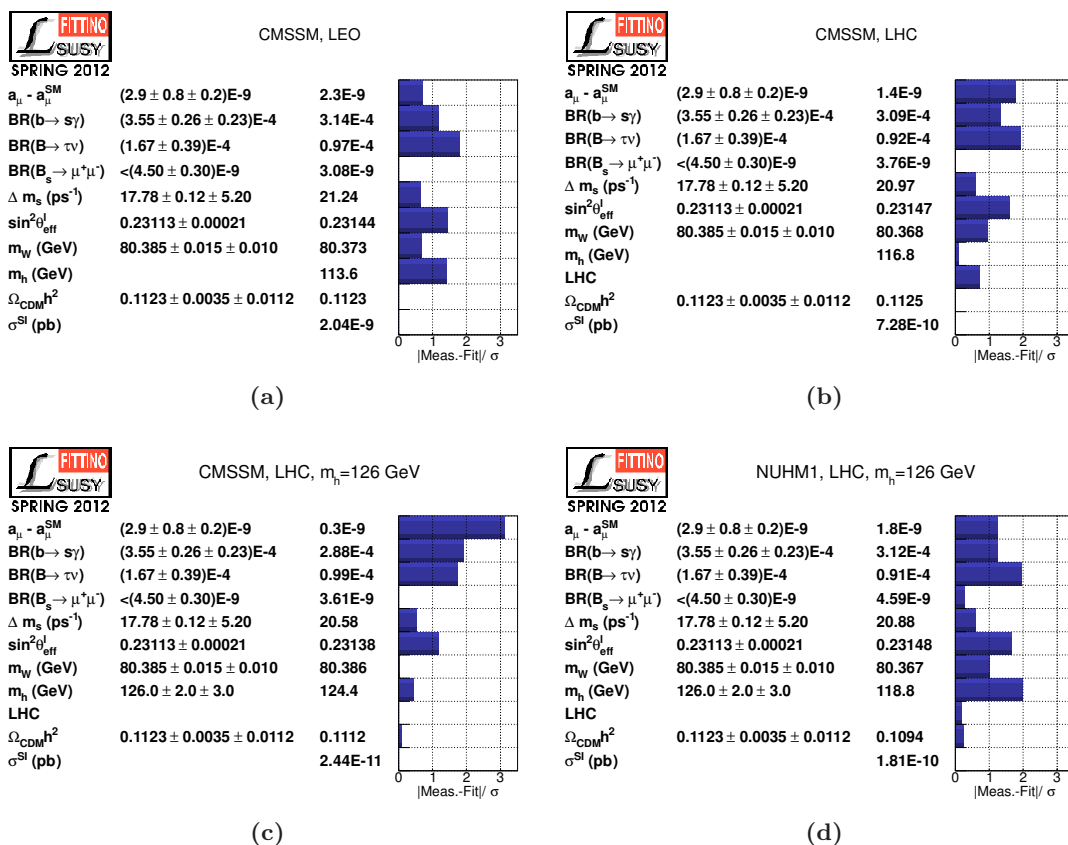 FITTINO
L SUSY
SPRING 2012
CMSSM, LEO
a_μ - a_μ^SM (2.9 ± 0.8 ± 0.2)E-9 2.3E-9
BR(b→ sγ) (3.55 ± 0.26 ± 0.23)E-4 3.14E-4
BR(B→ τν) (1.67 ± 0.39)E-4 0.97E-4
BR(B_s→ μ⁺μ⁻) <(4.50 ± 0.30)E-9 3.08E-9
Δ m_s (ps⁻¹) 17.78 ± 0.12 ± 5.20 21.24
sin²θ^l_eff 0.23113 ± 0.00021 0.23144
m_W (GeV) 80.385 ± 0.015 ± 0.010 80.373
m_h (GeV) 113.6
Ω_CDM h² 0.1123 ± 0.0035 ± 0.0112 0.1123
σ^SI (pb) 2.04E-9
0 1 2 3
|Meas.-Fit|/ σ
(a)
FITTINO
L SUSY
SPRING 2012
CMSSM, LHC
a_μ - a_μ^SM (2.9 ± 0.8 ± 0.2)E-9 1.4E-9
BR(b→ sγ) (3.55 ± 0.26 ± 0.23)E-4 3.09E-4
BR(B→ τν) (1.67 ± 0.39)E-4 0.92E-4
BR(B_s→ μ⁺μ⁻) <(4.50 ± 0.30)E-9 3.76E-9
Δ m_s (ps⁻¹) 17.78 ± 0.12 ± 5.20 20.97
sin²θ^l_eff 0.23113 ± 0.00021 0.23147
m_W (GeV) 80.385 ± 0.015 ± 0.010 80.368
m_h (GeV) 116.8
LHC
Ω_CDM h² 0.1123 ± 0.0035 ± 0.0112 0.1125
σ^SI (pb) 7.28E-10
0 1 2 3
|Meas.-Fit|/ σ
(b)
FITTINO
L SUSY
SPRING 2012
CMSSM, LHC, m_h=126 GeV
a_μ - a_μ^SM (2.9 ± 0.8 ± 0.2)E-9 0.3E-9
BR(b→ sγ) (3.55 ± 0.26 ± 0.23)E-4 2.88E-4
BR(B→ τν) (1.67 ± 0.39)E-4 0.99E-4
BR(B_s→ μ⁺μ⁻) <(4.50 ± 0.30)E-9 3.61E-9
Δ m_s (ps⁻¹) 17.78 ± 0.12 ± 5.20 20.58
sin²θ^l_eff 0.23113 ± 0.00021 0.23138
m_W (GeV) 80.385 ± 0.015 ± 0.010 80.386
m_h (GeV) 126.0 ± 2.0 ± 3.0 124.4
LHC
Ω_CDM h² 0.1123 ± 0.0035 ± 0.0112 0.1112
σ^SI (pb) 2.44E-11
0 1 2 3
|Meas.-Fit|/ σ
(c)
FITTINO
L SUSY
SPRING 2012
NUHM1, LHC, m_h=126 GeV
a_μ - a_μ^SM (2.9 ± 0.8 ± 0.2)E-9 1.8E-9
BR(b→ sγ) (3.55 ± 0.26 ± 0.23)E-4 3.12E-4
BR(B→ τν) (1.67 ± 0.39)E-4 0.91E-4
BR(B_s→ μ⁺μ⁻) <(4.50 ± 0.30)E-9 4.59E-9
Δ m_s (ps⁻¹) 17.78 ± 0.12 ± 5.20 20.88
sin²θ^l_eff 0.23113 ± 0.00021 0.23148
m_W (GeV) 80.385 ± 0.015 ± 0.010 80.367
m_h (GeV) 126.0 ± 2.0 ± 3.0 118.8
LHC
Ω_CDM h² 0.1123 ± 0.0035 ± 0.0112 0.1094
σ^SI (pb) 1.81E-10
0 1 2 3
|Meas.-Fit|/ σ
(d)